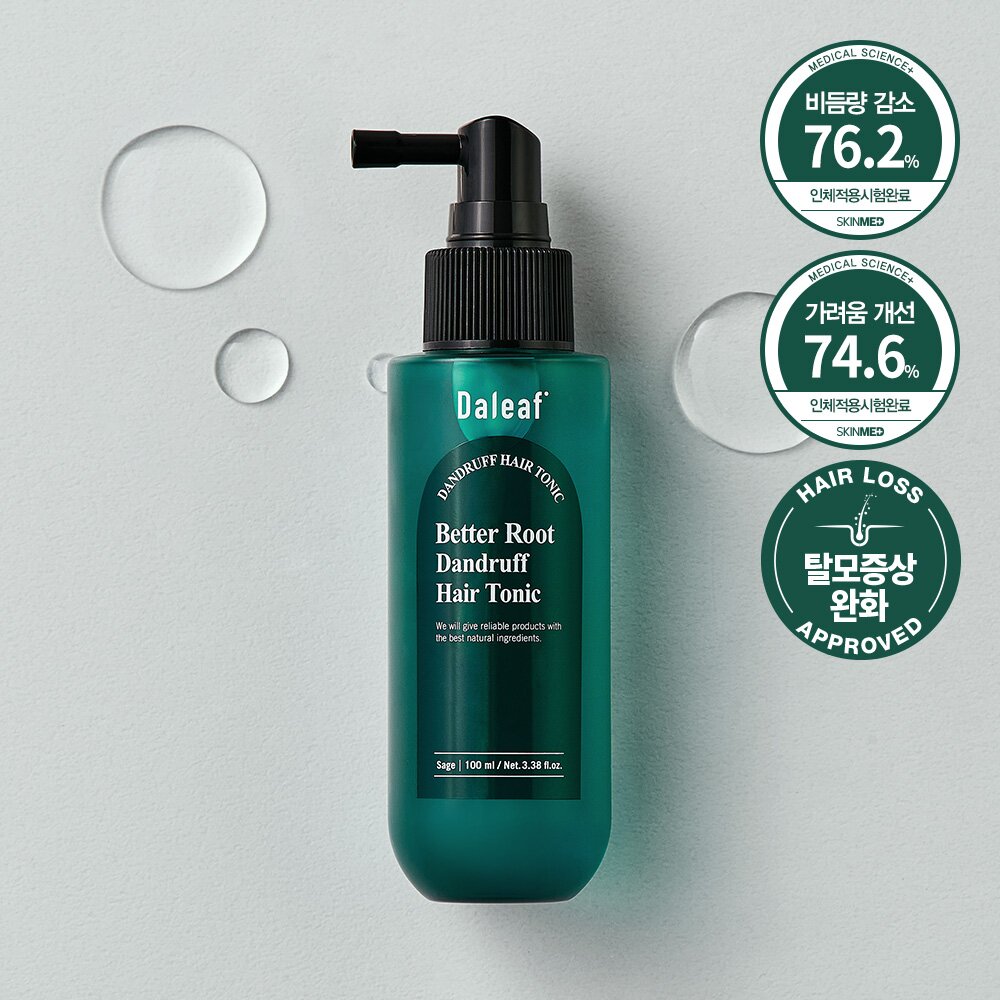 Daleaf
DANDRUFF HAIR TONIC
Better Root
Dandruff
Hair Tonic
We will give reliable products with
the best natural ingredients.
Sage | 100 ml / Net. 3.38 fl.oz.
MEDICAL SCIENCE+
비듬량 감소
76.2%
인체적용시험완료
SKINMED
MEDICAL SCIENCE+
가려움 개선
74.6%
인체적용시험완료
SKINMED
HAIR LOSS
탈모증상
완화
APPROVED